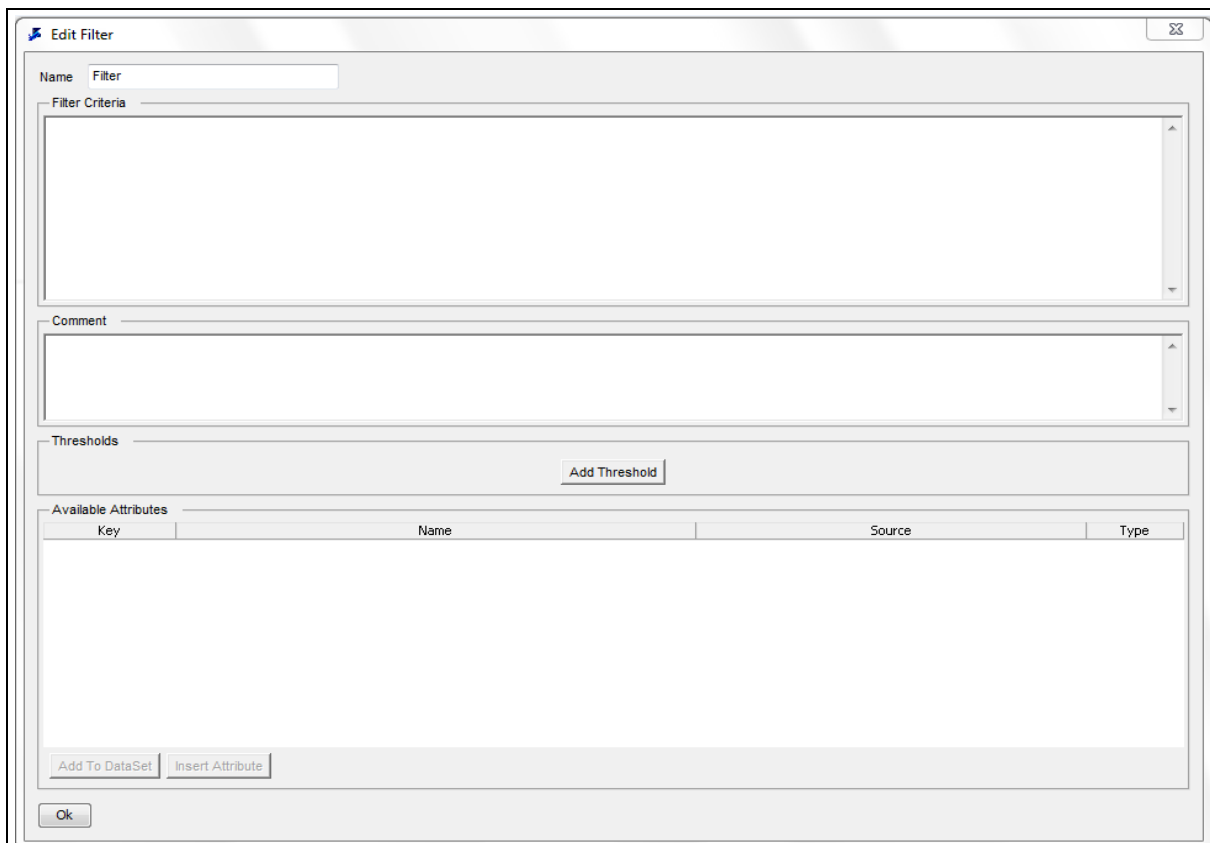 Edit Filter
Name Filter
Filter Criteria
Comment
Thresholds
Add Threshold
Available Attributes
Key Name Source Type
Add To DataSet Insert Attribute
Ok